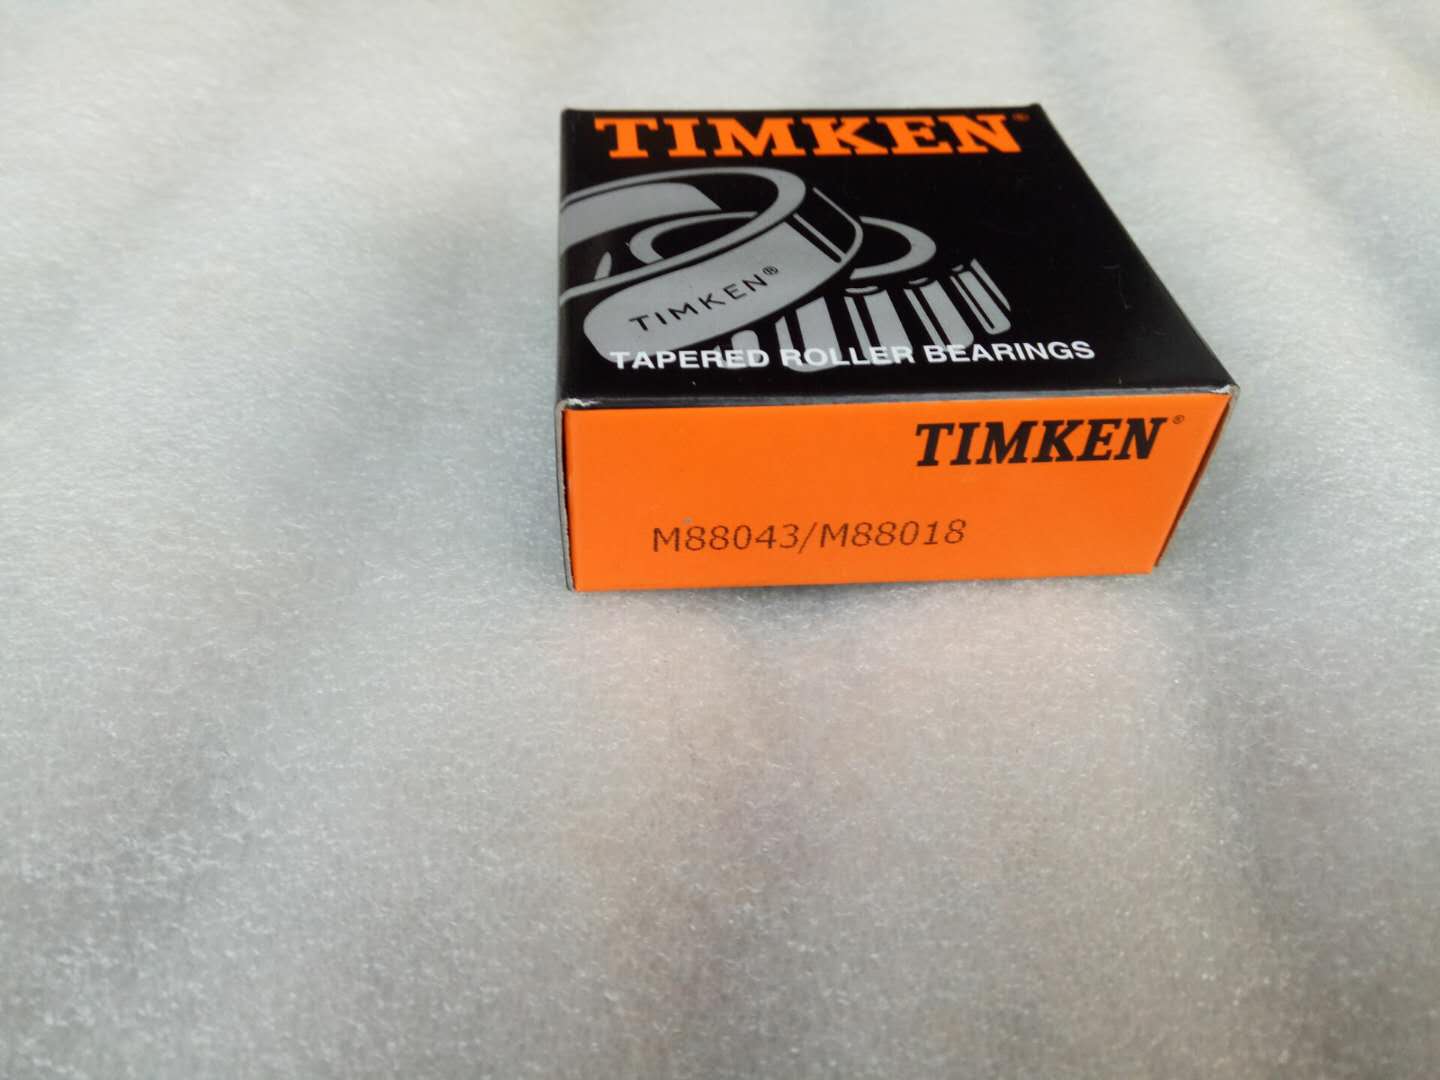 TIMKEN®
TIMKEN®
TAPERED ROLLER BEARINGS
TIMKEN®
M88043/M88018